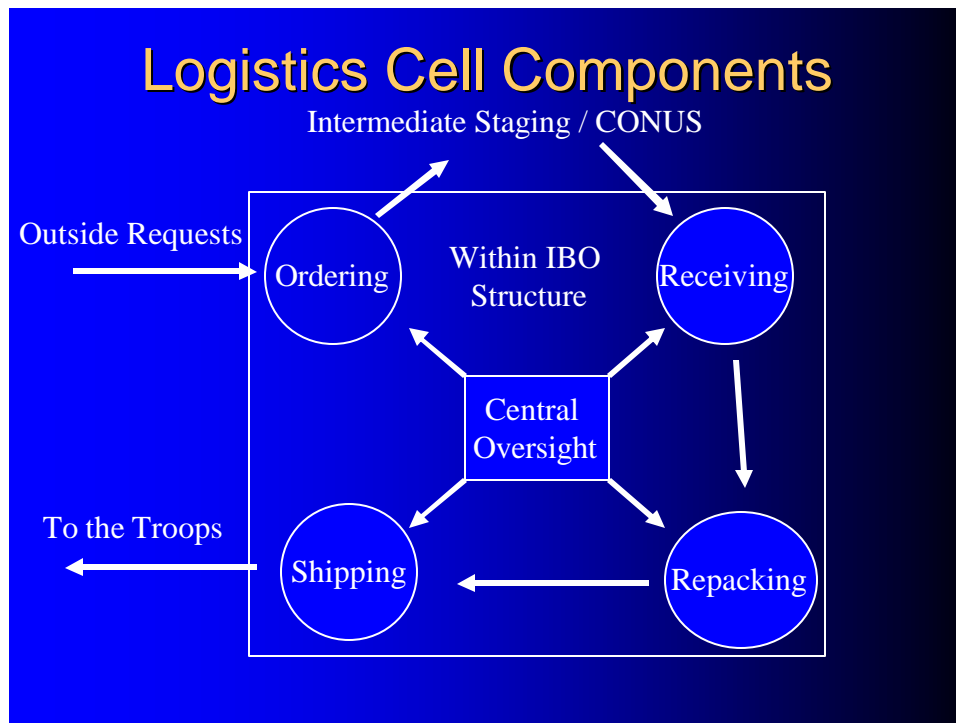 Logistics Cell Components
Intermediate Staging / CONUS
Outside Requests
Ordering
Within IBO
Structure
Receiving
Central
Oversight
To the Troops
Shipping
Repacking